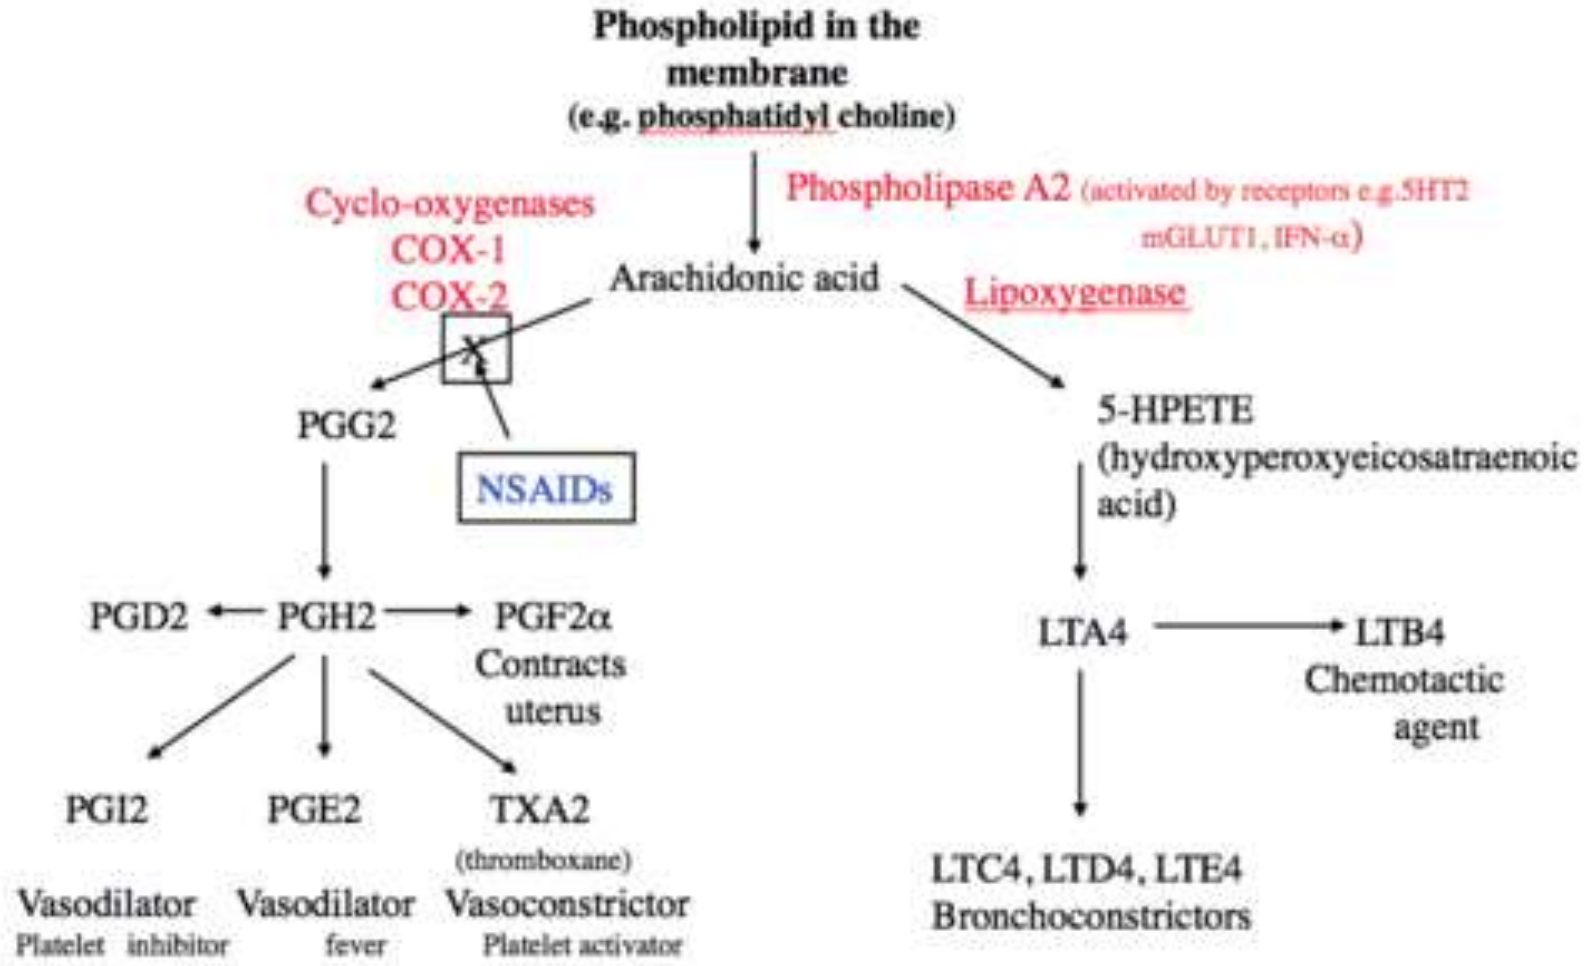 Phospholipid in the
membrane
(e.g. phosphatidyl choline)
Cyclo-oxygenases
COX-1
COX-2
Phospholipase A2 (activated by receptors e.g.5HT2
mGLUT1, IFN-α)
Arachidonic acid
Lipoxygenase
X
PGG2
NSAIDs
5-HPETE
(hydroxyperoxyeicosatraenoic
acid)
PGD2
PGH2
PGF2α
Contracts
uterus
LTA4
LTB4
Chemotactic
agent
PGI2
Vasodilator
Platelet inhibitor
PGE2
Vasodilator
fever
TXA2
(thromboxane)
Vasoconstrictor
Platelet activator
LTC4, LTD4, LTE4
Bronchoconstrictors